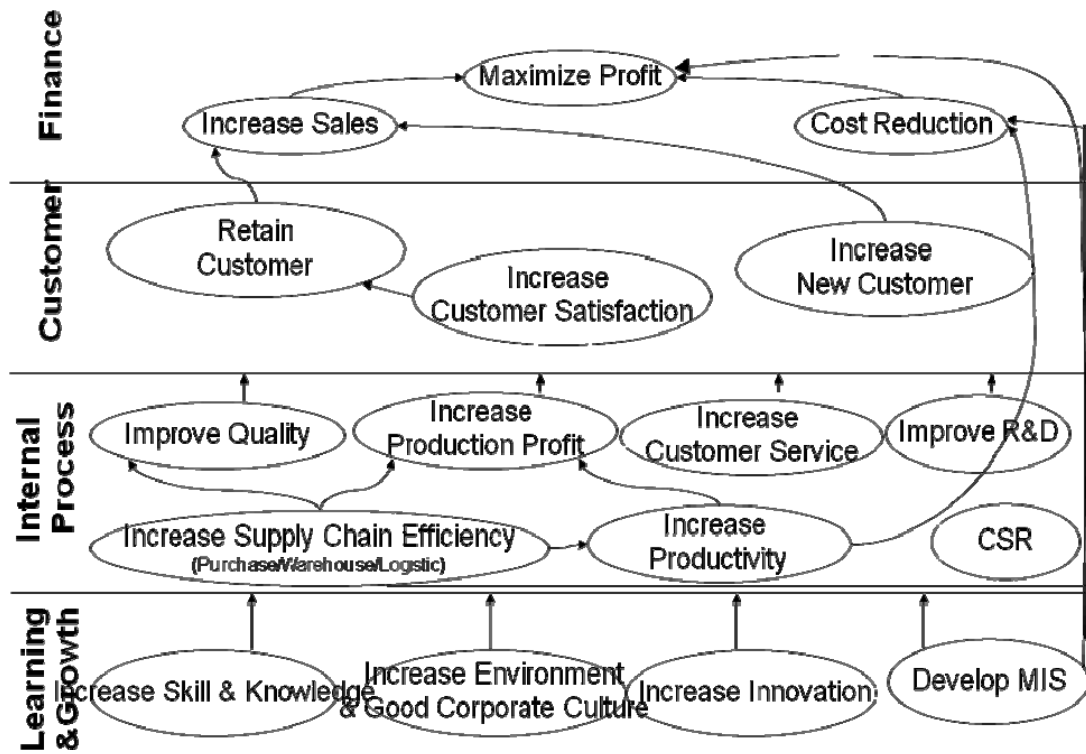 Finance
Maximize Profit
Increase Sales
Cost Reduction
Customer
Retain
Customer
Increase
Customer Satisfaction
Increase
New Customer
Internal
Process
Improve Quality
Increase
Production Profit
Increase
Customer Service
Improve R&D
Increase Supply Chain Efficiency
(Purchase/Warehouse/Logistic)
Increase
Productivity
CSR
Learning
&Growth
Increase Skill & Knowledge
Increase Environment
& Good Corporate Culture
Increase Innovation
Develop MIS